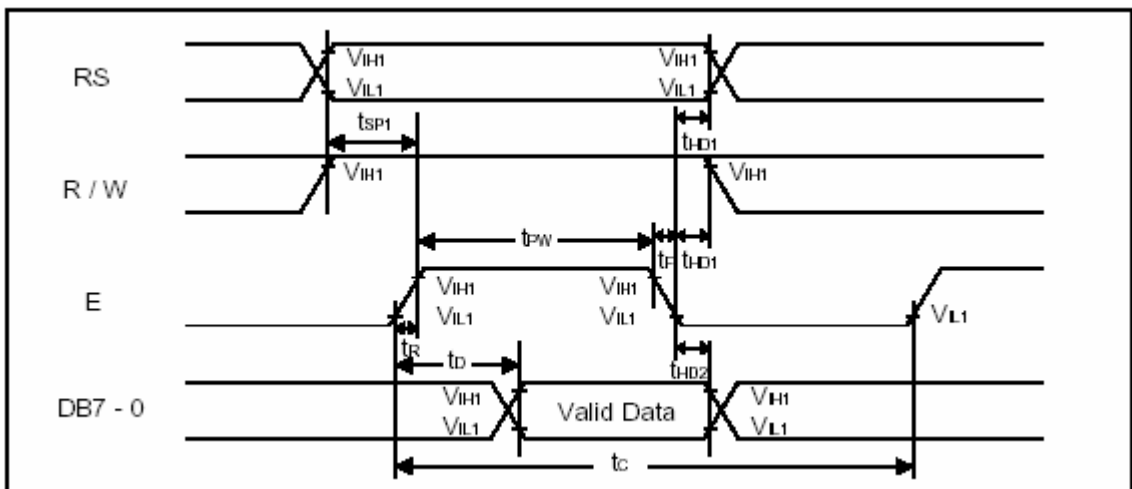 RS
VIH1
VIL1
VIH1
VIL1
tSP1
tHD1
R / W
VIH1
VIH1
tPW
tF
tHD1
E
VIH1
VIL1
VIH1
VIL1
VIL1
tR
tD
tHD2
DB7 - 0
VIH1
VIL1
Valid Data
VIH1
VIL1
tC